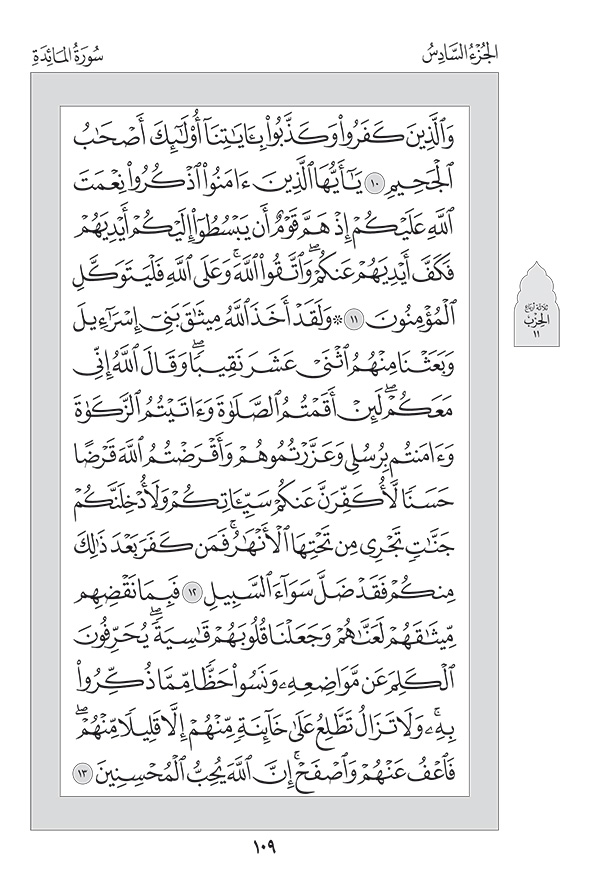 الجُزْءُ السَّادِسُ
سُورَةُ المَائِدَةِ
وَٱلَّذِينَ كَفَرُواْ وَكَذَّبُواْ بِـَٔايَٰتِنَآ أُوْلَٰٓئِكَ أَصۡحَٰبُ
ٱلۡجَحِيمِ ١٠ يَٰٓأَيُّهَا ٱلَّذِينَ ءَامَنُواْ ٱذۡكُرُواْ نِعۡمَتَ
ٱللَّهِ عَلَيۡكُمۡ إِذۡ هَمَّ قَوۡمٌ أَن يَبۡسُطُوٓاْ إِلَيۡكُمۡ أَيۡدِيَهُمۡ
فَكَفَّ أَيۡدِيَهُمۡ عَنكُمۡۖ وَٱتَّقُواْ ٱللَّهَۚ وَعَلَى ٱللَّهِ فَلۡيَتَوَكَّلِ
ٱلۡمُؤۡمِنُونَ ١١ ۞ وَلَقَدۡ أَخَذَ ٱللَّهُ مِيثَٰقَ بَنِيٓ إِسۡرَٰٓءِيلَ
وَبَعَثۡنَا مِنۡهُمُ ٱثۡنَيۡ عَشَرَ نَقِيبٗاۖ وَقَالَ ٱللَّهُ إِنِّي
مَعَكُمۡۖ لَئِنۡ أَقَمۡتُمُ ٱلصَّلَوٰةَ وَءَاتَيۡتُمُ ٱلزَّكَوٰةَ
وَءَامَنتُم بِرُسُلِي وَعَزَّرۡتُمُوهُمۡ وَأَقۡرَضۡتُمُ ٱللَّهَ قَرۡضًا
حَسَنٗا لَّأُكَفِّرَنَّ عَنكُمۡ سَيِّـَٔاتِكُمۡ وَلَأُدۡخِلَنَّكُمۡ
جَنَّٰتٖ تَجۡرِي مِن تَحۡتِهَا ٱلۡأَنۡهَٰرُۚ فَمَن كَفَرَ بَعۡدَ ذَٰلِكَ
مِنكُمۡ فَقَدۡ ضَلَّ سَوَآءَ ٱلسَّبِيلِ ١٢ فَبِمَا نَقۡضِهِم
مِّيثَٰقَهُمۡ لَعَنَّٰهُمۡ وَجَعَلۡنَا قُلُوبَهُمۡ قَٰسِيَةٗۖ يُحَرِّفُونَ
ٱلۡكَلِمَ عَن مَّوَاضِعِهِۦ وَنَسُواْ حَظّٗا مِّمَّا ذُكِّرُواْ
بِهِۦۚ وَلَا تَزَالُ تَطَّلِعُ عَلَىٰ خَآئِنَةٖ مِّنۡهُمۡ إِلَّا قَلِيلٗا مِّنۡهُمۡۖ
فَٱعۡفُ عَنۡهُمۡ وَٱصۡفَحۡۚ إِنَّ ٱللَّهَ يُحِبُّ ٱلۡمُحۡسِنِينَ ١٣
ثلاثة أرباع
الحزب
١١
١٠٩